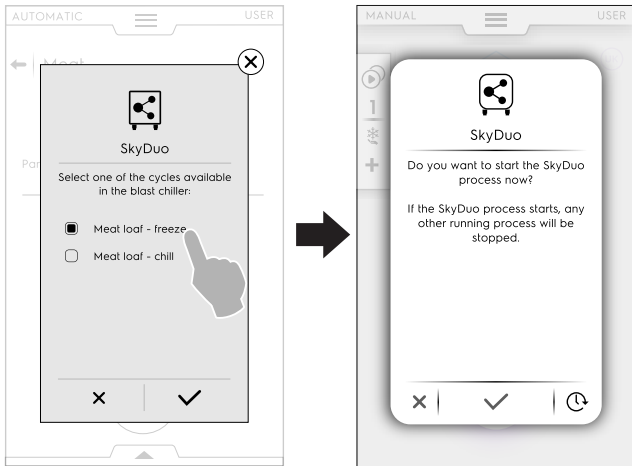 AUTOMATIC USER
Meat
Par
SkyDuo
Select one of the cycles available
in the blast chiller:
Meat loaf - freeze
Meat loaf - chill
MANUAL USER
1
SkyDuo
Do you want to start the SkyDuo
process now?
If the SkyDuo process starts, any
other running process will be
stopped.